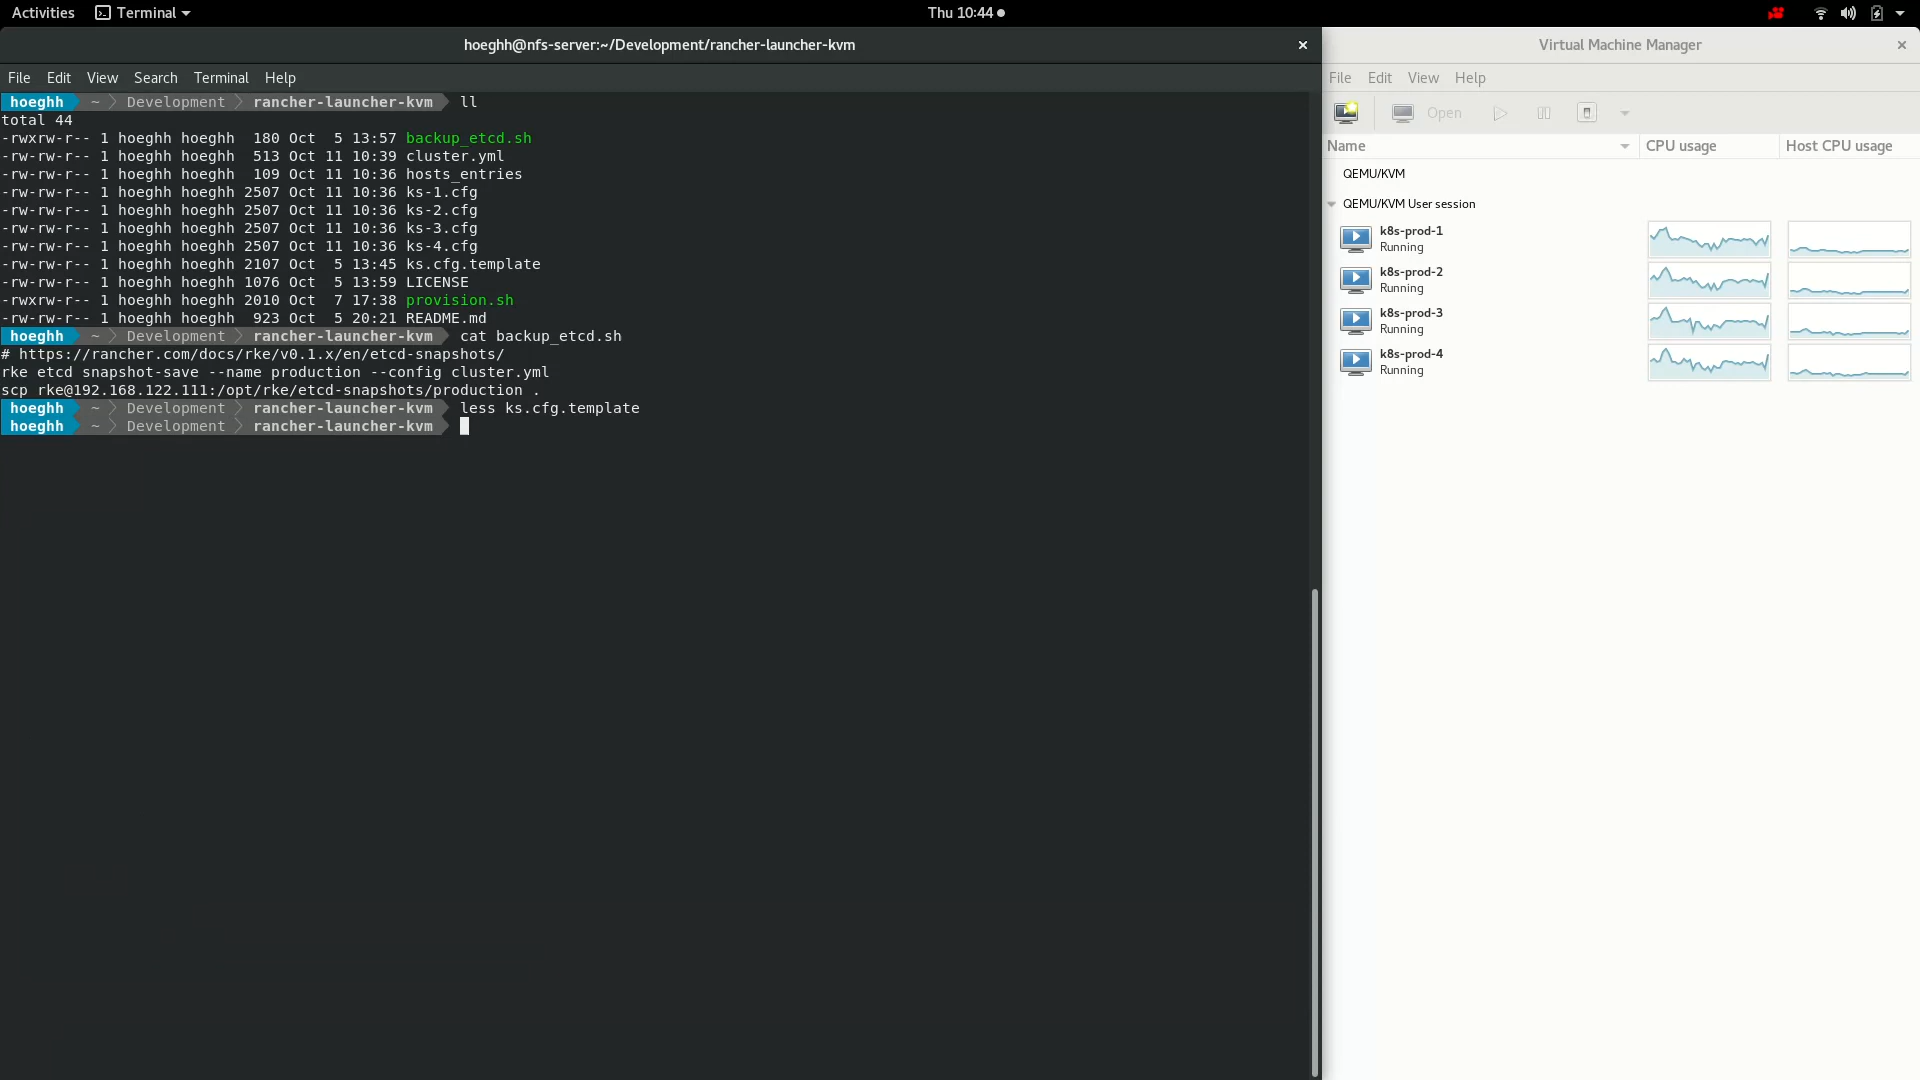 Activities Terminal Thu 10:44
hoeghh@nfs-server:~/Development/rancher-launcher-kvm
File Edit View Search Terminal Help
hoeghh ~ Development rancher-launcher-kvm ll
total 44
-rwxrw-r-- 1 hoeghh hoeghh 180 Oct 5 13:57 backup_etcd.sh
-rw-rw-r-- 1 hoeghh hoeghh 513 Oct 11 10:39 cluster.yml
-rw-rw-r-- 1 hoeghh hoeghh 109 Oct 11 10:36 hosts_entries
-rw-rw-r-- 1 hoeghh hoeghh 2507 Oct 11 10:36 ks-1.cfg
-rw-rw-r-- 1 hoeghh hoeghh 2507 Oct 11 10:36 ks-2.cfg
-rw-rw-r-- 1 hoeghh hoeghh 2507 Oct 11 10:36 ks-3.cfg
-rw-rw-r-- 1 hoeghh hoeghh 2507 Oct 11 10:36 ks-4.cfg
-rw-rw-r-- 1 hoeghh hoeghh 2107 Oct 5 13:45 ks.cfg.template
-rw-rw-r-- 1 hoeghh hoeghh 1076 Oct 5 13:59 LICENSE
-rwxrw-r-- 1 hoeghh hoeghh 2010 Oct 7 17:38 provision.sh
-rw-rw-r-- 1 hoeghh hoeghh 923 Oct 5 20:21 README.md
hoeghh ~ Development rancher-launcher-kvm cat backup_etcd.sh
# https://rancher.com/docs/rke/v0.1.x/en/etcd-snapshots/
rke etcd snapshot-save --name production --config cluster.yml
scp rke@192.168.122.111:/opt/rke/etcd-snapshots/production .
hoeghh ~ Development rancher-launcher-kvm less ks.cfg.template
hoeghh ~ Development rancher-launcher-kvm
Virtual Machine Manager
File Edit View Help
Open
Name CPU usage Host CPU usage
QEMU/KVM
QEMU/KVM User session
k8s-prod-1
Running
k8s-prod-2
Running
k8s-prod-3
Running
k8s-prod-4
Running